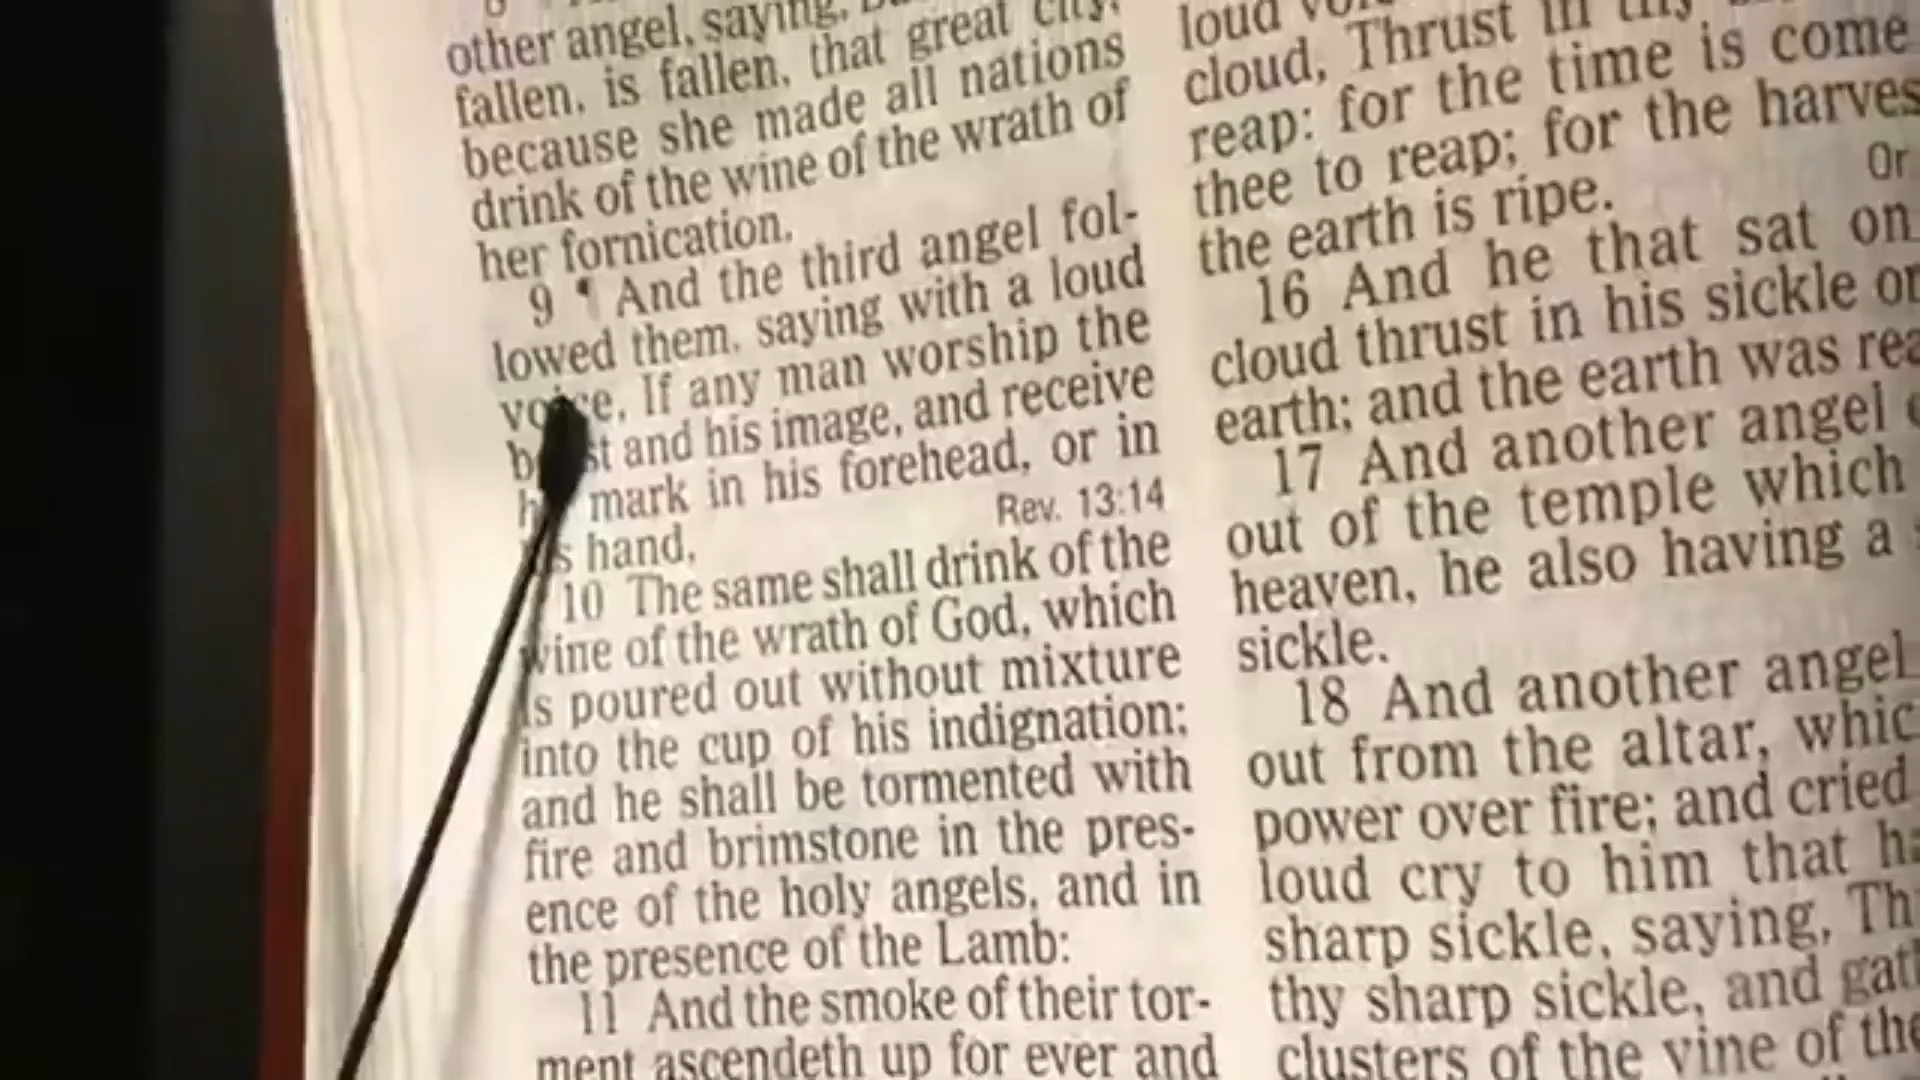 other angel, saying,
fallen, is fallen, that great city,
because she made all nations
drink of the wine of the wrath of
her fornication.
9 ¶ And the third angel fol-
lowed them, saying with a loud
voice, If any man worship the
and his image, and receive
mark in his forehead, or in
Rev. 13:14
hand,
10 The same shall drink of the
wine of the wrath of God, which
is poured out without mixture
into the cup of his indignation;
and he shall be tormented with
fire and brimstone in the pres-
ence of the holy angels, and in
the presence of the Lamb:
11 And the smoke of their tor-
ment ascendeth up for ever and
loud
cloud, Thrust in thy
reap: for the time is come
thee to reap; for the
Or
the earth is ripe.
16 And he that sat on
cloud thrust in his sickle
earth; and the earth was
17 And another angel
out of the temple which
heaven, he also having a
sickle.
18 And another angel
out from the altar,
power over fire; and cried
loud cry to him that
sharp sickle, saying,
thy sharp sickle, and
clusters of the vine of the